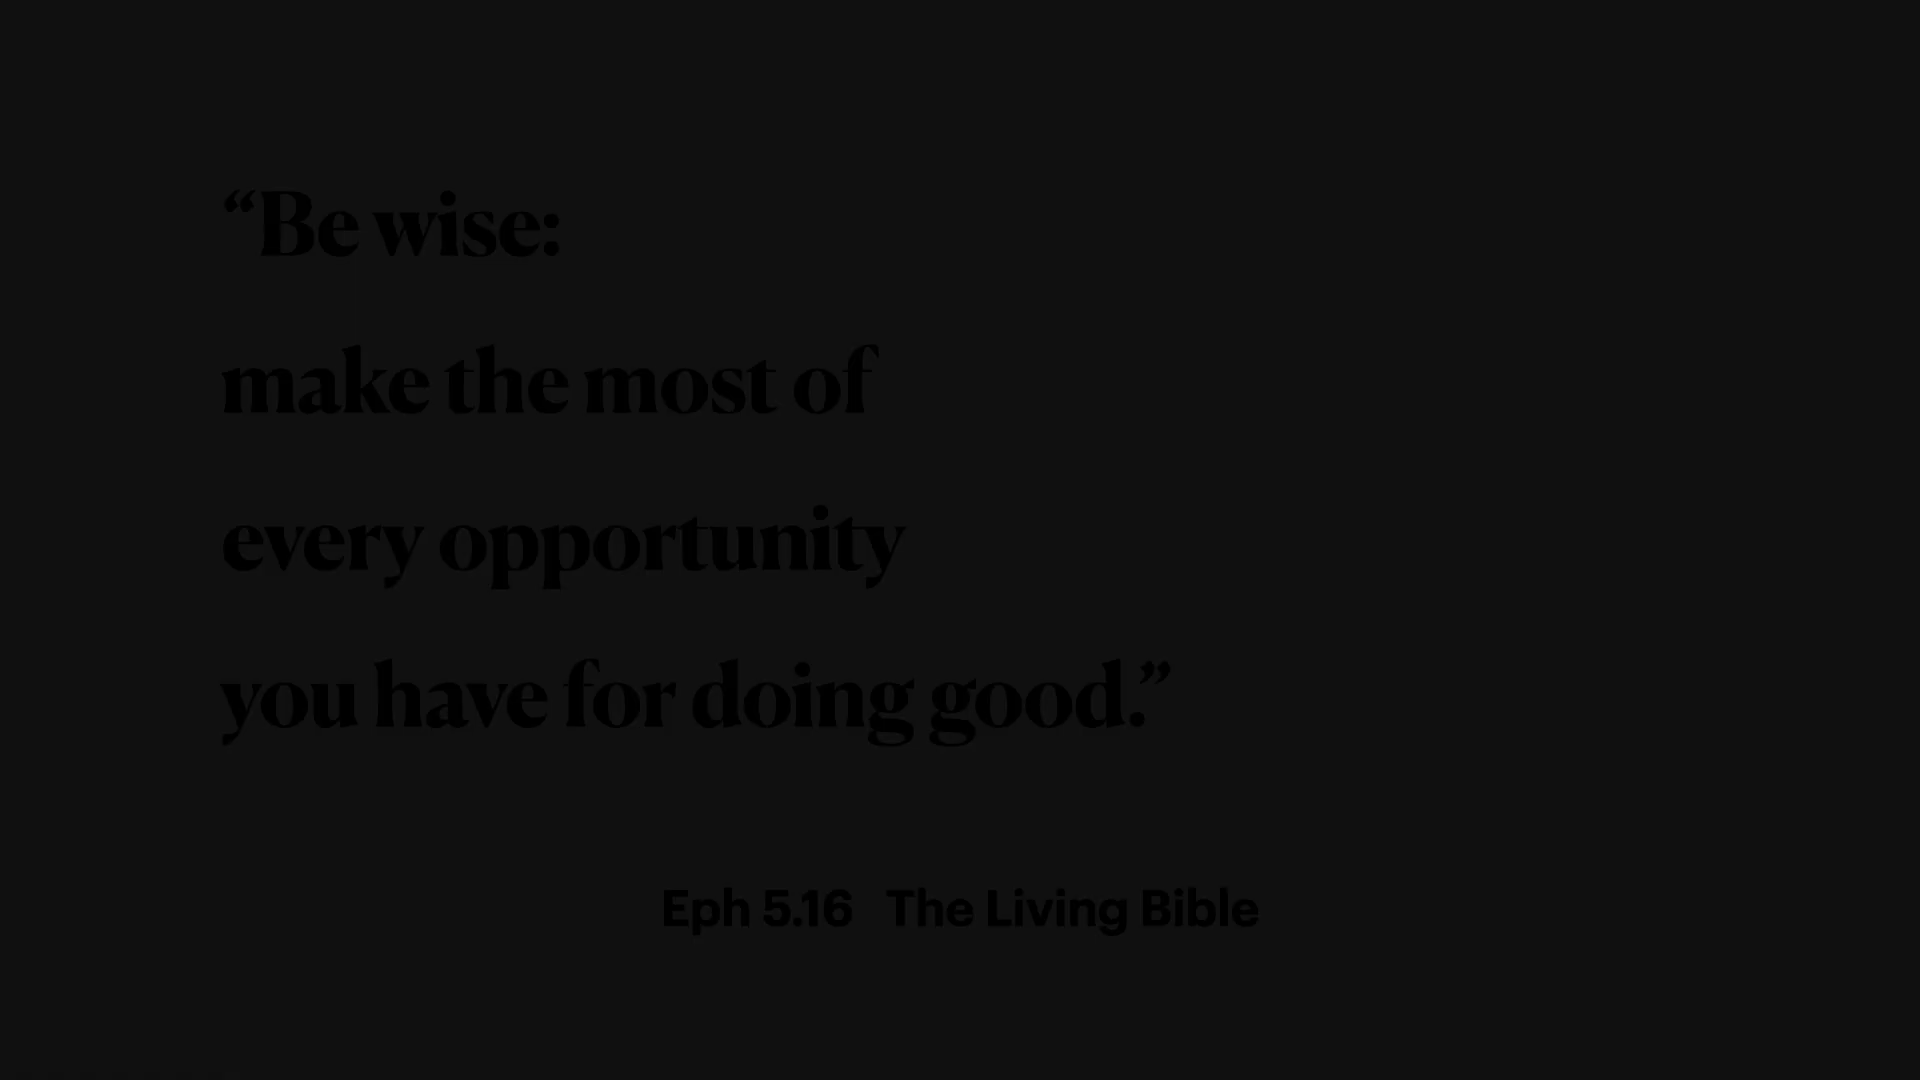 “Be wise:
make the most of
every opportunity
you have for doing good.”
Eph 5.16 The Living Bible